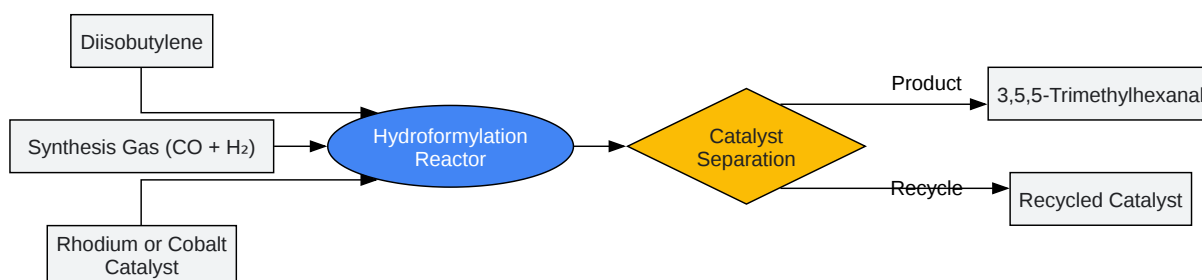 Diisobutylene
Synthesis Gas (CO + H₂)
Rhodium or Cobalt
Catalyst
Hydroformylation
Reactor
Catalyst
Separation
Product
3,5,5-Trimethylhexanal
Recycle
Recycled Catalyst